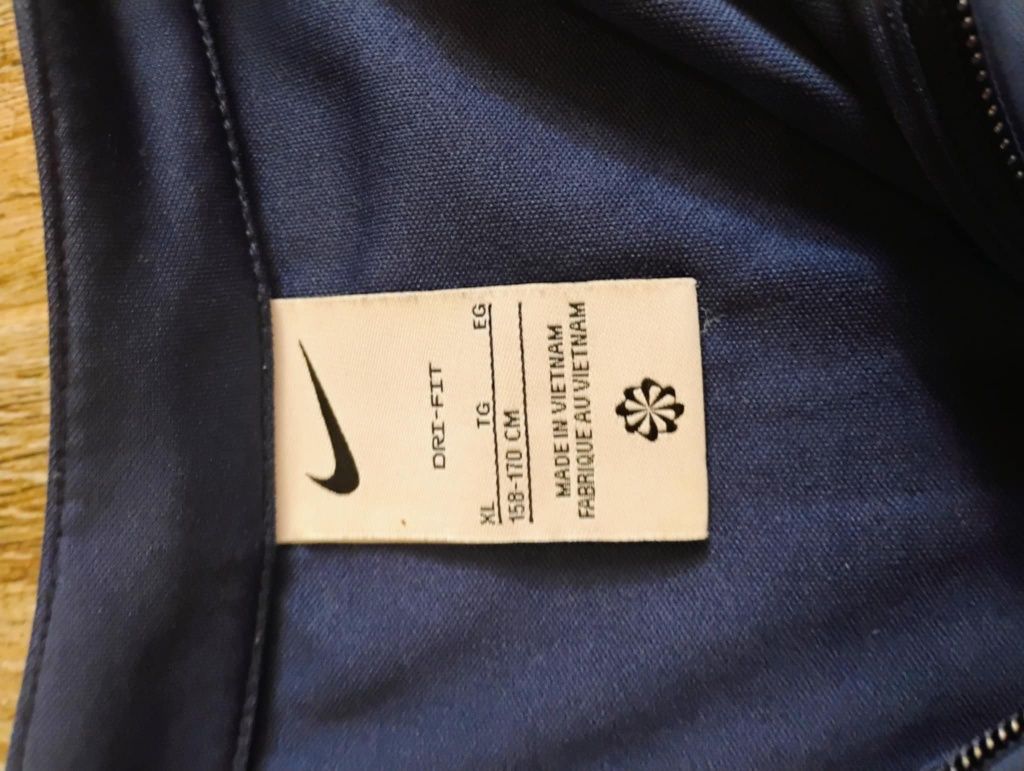 DRI-FIT
XL TG EG
158-170 CM
MADE IN VIETNAM
FABRIQUE AU VIETNAM